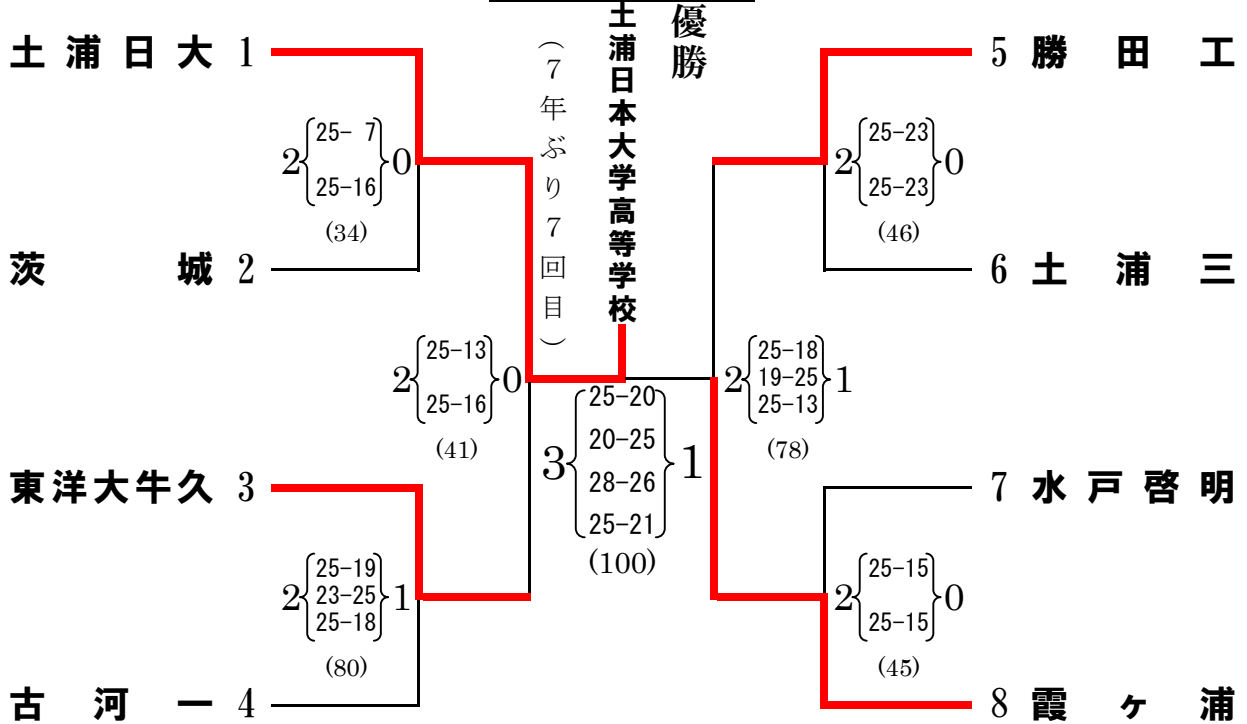 優勝
土浦日本大学高等学校
（7年ぶり7回目）
土浦日大 1
2 25- 7 0
25-16
(34)
茨城 2
2 25-13 0
25-16
(41)
東洋大牛久 3
2 25-19 1
23-25
25-18
(80)
古河一 4
3 25-20 1
20-25
28-26
25-21
(100)
5 勝田工
2 25-23 0
25-23
(46)
6 土浦三
2 25-18 1
19-25
25-13
(78)
7 水戸啓明
2 25-15 0
25-15
(45)
8 霞ヶ浦